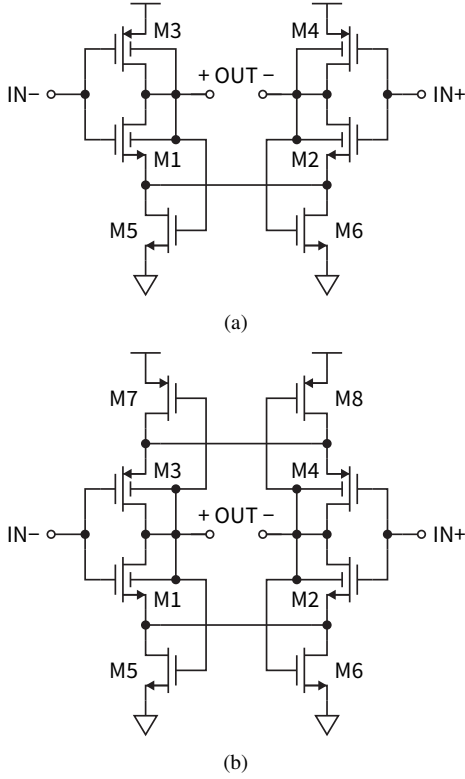 M3 M4
IN− + OUT − IN+
M1 M2
M5 M6
(a)
M7 M8
M3 M4
IN− + OUT − IN+
M1 M2
M5 M6
(b)